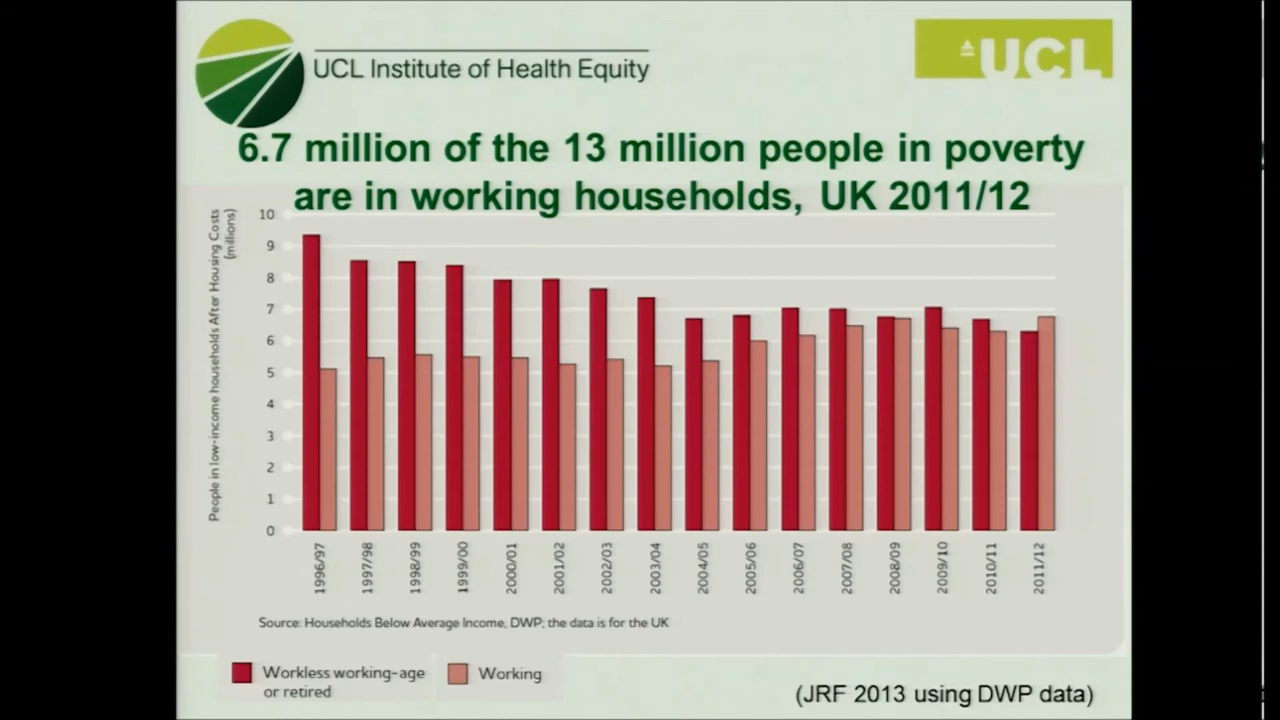 UCL Institute of Health Equity
UCL
6.7 million of the 13 million people in poverty
are in working households, UK 2011/12
People in low-income households After Housing Costs
(millions)
10
9
8
7
6
5
4
3
2
1
0
1996/97
1997/98
1998/99
1999/00
2000/01
2001/02
2002/03
2003/04
2004/05
2005/06
2006/07
2007/08
2008/09
2009/10
2010/11
2011/12
Source: Households Below Average Income, DWP; the data is for the UK
Workless working-age
or retired
Working
(JRF 2013 using DWP data)